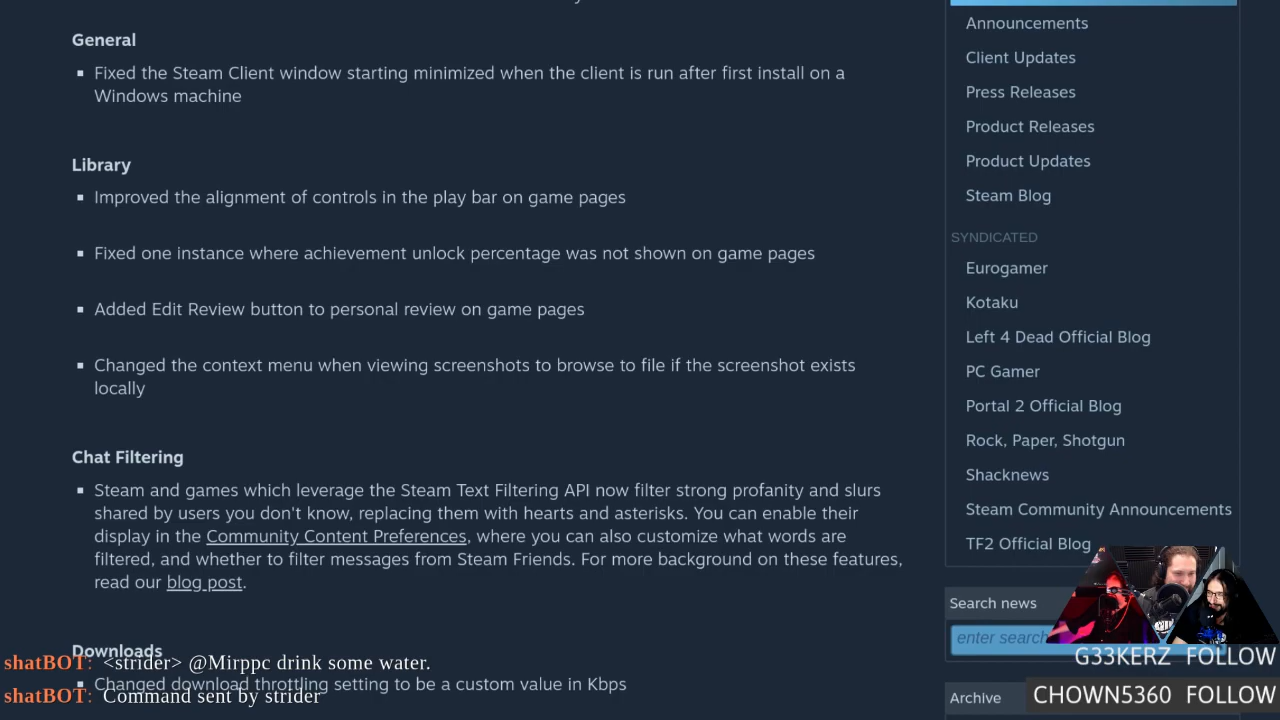 General
▪ Fixed the Steam Client window starting minimized when the client is run after first install on a
Windows machine
Library
▪ Improved the alignment of controls in the play bar on game pages
▪ Fixed one instance where achievement unlock percentage was not shown on game pages
▪ Added Edit Review button to personal review on game pages
▪ Changed the context menu when viewing screenshots to browse to file if the screenshot exists
locally
Chat Filtering
▪ Steam and games which leverage the Steam Text Filtering API now filter strong profanity and slurs
shared by users you don't know, replacing them with hearts and asterisks. You can enable their
display in the Community Content Preferences, where you can also customize what words are
filtered, and whether to filter messages from Steam Friends. For more background on these features,
read our blog post.
Downloads
▪ Changed download throttling setting to be a custom value in Kbps
shatBOT: <strider> @Mirppc drink some water.
shatBOT: Command sent by strider
Announcements
Client Updates
Press Releases
Product Releases
Product Updates
Steam Blog
SYNDICATED
Eurogamer
Kotaku
Left 4 Dead Official Blog
PC Gamer
Portal 2 Official Blog
Rock, Paper, Shotgun
Shacknews
Steam Community Announcements
TF2 Official Blog
Search news
enter search
G33KERZ FOLLOW
Archive
CHOWN5360 FOLLOW